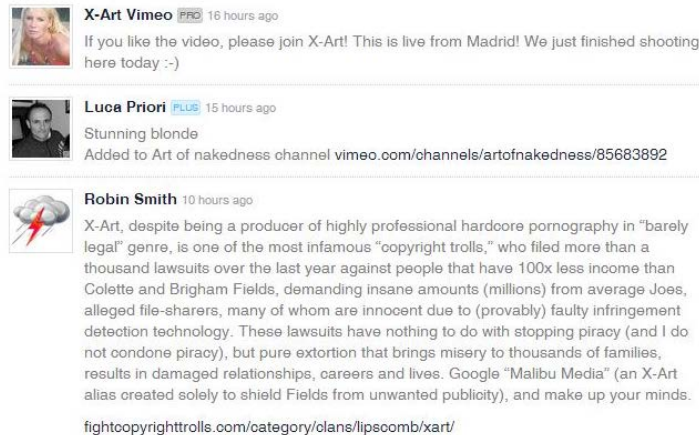 X-Art Vimeo PRO 16 hours ago
If you like the video, please join X-Art! This is live from Madrid! We just finished shooting
here today :-)
Luca Priori PLUS 15 hours ago
Stunning blonde
Added to Art of nakedness channel vimeo.com/channels/artofnakedness/85683892
Robin Smith 10 hours ago
X-Art, despite being a producer of highly professional hardcore pornography in “barely
legal” genre, is one of the most infamous “copyright trolls,” who filed more than a
thousand lawsuits over the last year against people that have 100x less income than
Colette and Brigham Fields, demanding insane amounts (millions) from average Joes,
alleged file-sharers, many of whom are innocent due to (provably) faulty infringement
detection technology. These lawsuits have nothing to do with stopping piracy (and I do
not condone piracy), but pure extortion that brings misery to thousands of families,
results in damaged relationships, careers and lives. Google “Malibu Media” (an X-Art
alias created solely to shield Fields from unwanted publicity), and make up your minds.
fightcopyrighttrolls.com/category/clans/lipscomb/xart/